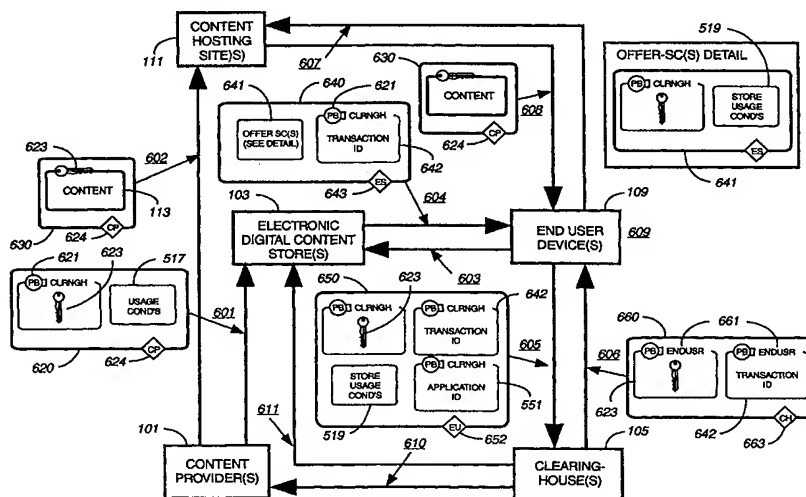 CONTENT
HOSTING
SITE(S)
111
607
630
CONTENT
608
CP
624
519
OFFER-SC(S) DETAIL
PB CLRNGH
STORE
USAGE
COND'S
ES
641
641
640
621
OFFER SC(S)
(SEE DETAIL)
PB CLRNGH
TRANSACTION
ID
642
ES
643
604
623
602
CONTENT
113
630
624
CP
103
ELECTRONIC
DIGITAL CONTENT
STORE(S)
603
109
END USER
DEVICE(S)
609
621
623
517
PB CLRNGH
USAGE
COND'S
601
620
624
CP
650
623
642
PB CLRNGH
PB CLRNGH
TRANSACTION
ID
605
STORE
USAGE
COND'S
PB CLRNGH
APPLICATION
ID
519
551
EU
652
660
661
606
PB ENDUSR
PB ENDUSR
TRANSACTION
ID
623
642
CH
663
611
101
CONTENT
PROVIDER(S)
610
105
CLEARING-
HOUSE(S)